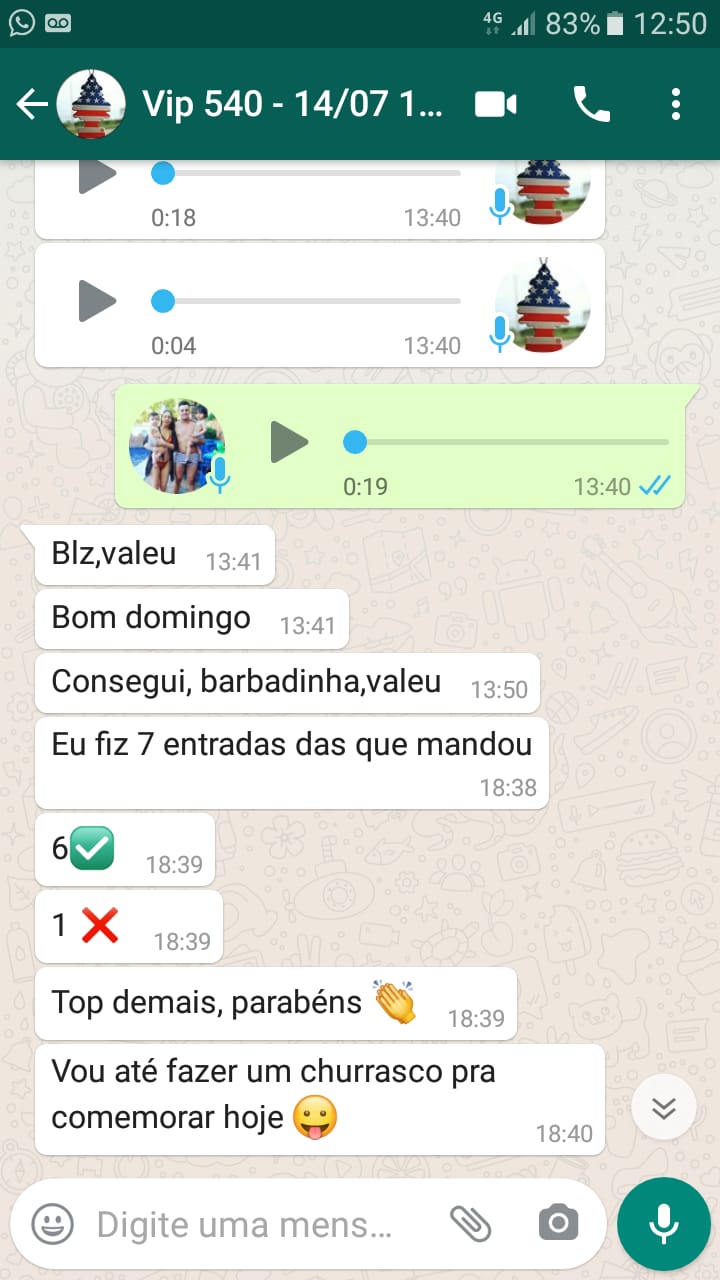 4G 83% 12:50
Vip 540 - 14/07 1...
0:18 13:40
0:04 13:40
0:19 13:40
Blz,valeu 13:41
Bom domingo 13:41
Consegui, barbadinha,valeu 13:50
Eu fiz 7 entradas das que mandou
18:38
6✅ 18:39
1 ❌ 18:39
Top demais, parabéns 👏 18:39
Vou até fazer um churrasco pra
comemorar hoje 😛 18:40
Digite uma mens...